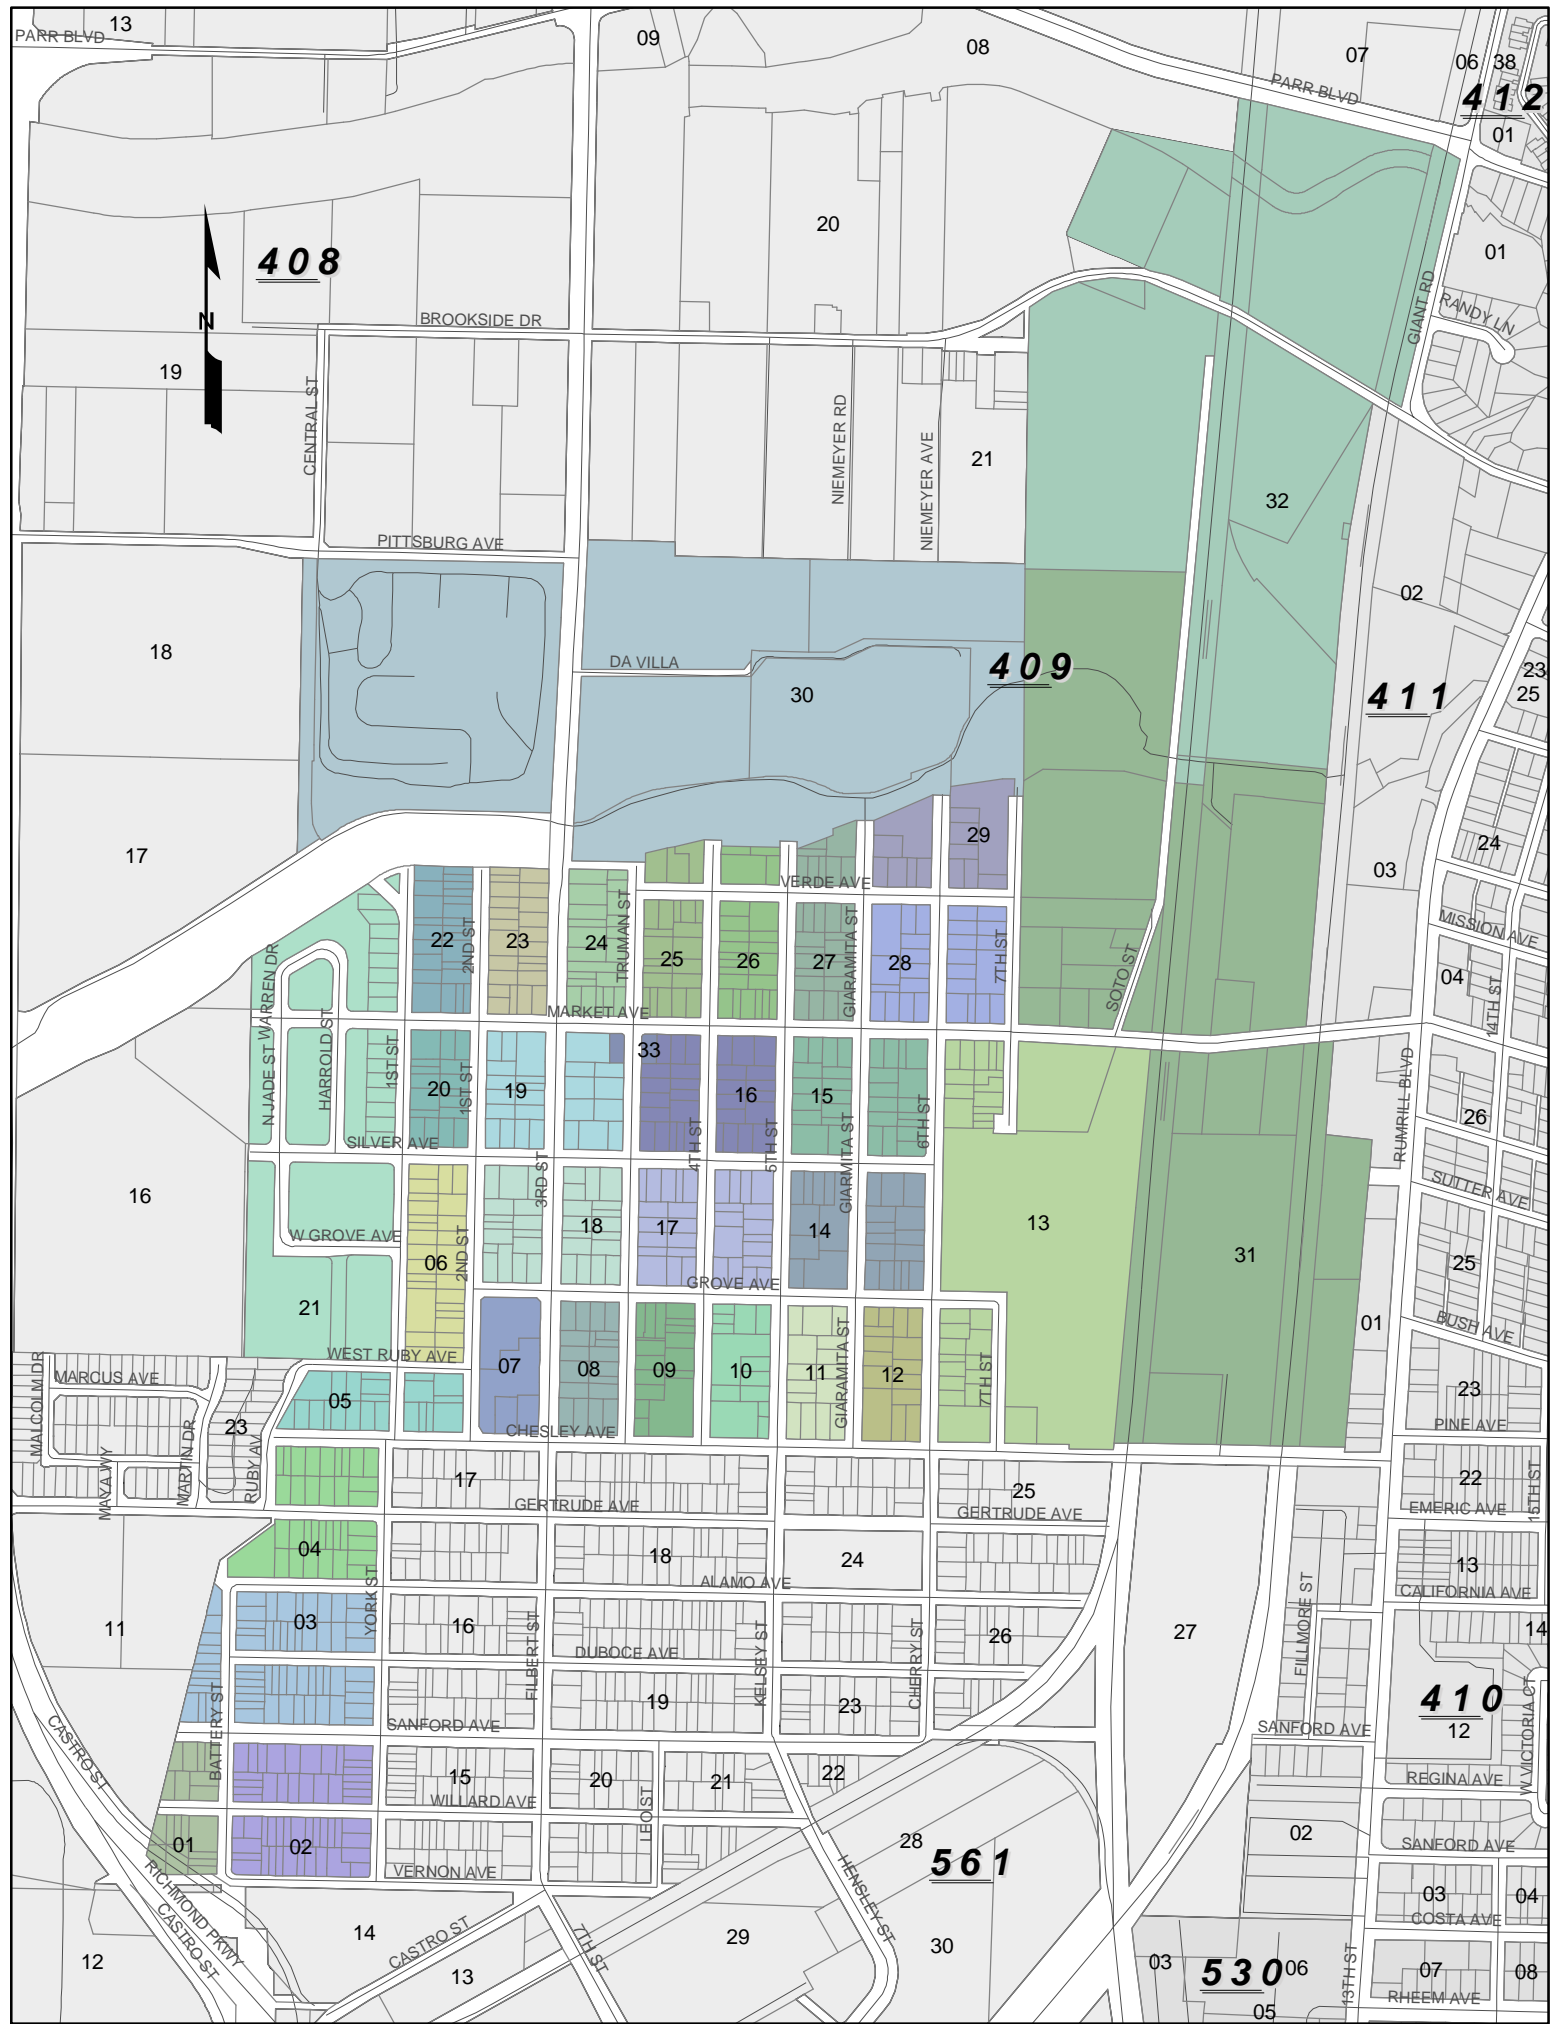 13
PARR BLVD
09
08
07
06
38
PARR BLVD
412
01
20
408
01
GIANT RD
RANDY LN
N
BROOKSIDE DR
19
CENTRAL ST
NIEMEYER RD
NIEMEYER AVE
21
32
PITTSBURG AVE
02
18
DA VILLA
409
30
411
23
25
17
29
24
VERDE AVE
03
MISSION AVE
22
2ND ST
23
24
TRUMAN ST
25
26
27
GIARAMITA ST
28
7TH ST
SOTO ST
04
14TH ST
N JADE ST
WARREN DR
HARROLD ST
MARKET AVE
16
1ST ST
20
1ST ST
19
33
4TH ST
16
5TH ST
15
GIARMITA ST
6TH ST
RUMRILL BLVD
26
SILVER AVE
16
3RD ST
SUTTER AVE
W GROVE AVE
06
2ND ST
18
17
14
13
31
25
GROVE AVE
21
01
BUSH AVE
MALCOLM DR
MARCUS AVE
WEST RUBY AVE
07
08
09
10
11
GIARAMITA ST
12
7TH ST
23
05
23
MARTIN DR
RUBY AV
MAYA WY
CHESLEY AVE
PINE AVE
17
25
22
15TH ST
GERTRUDE AVE
GERTRUDE AVE
EMERIC AVE
04
18
24
13
YORK ST
ALAMO AVE
CALIFORNIA AVE
11
03
16
FILBERT ST
DUBOCE AVE
KELSEY ST
CHERRY ST
26
27
FILLMORE ST
14
19
23
410
BATTERY ST
SANFORD AVE
SANFORD AVE
12
W VICTORIA CT
CASTRO ST
15
20
21
22
REGINA AVE
WILLARD AVE
LEO ST
01
02
28
02
SANFORD AVE
VERNON AVE
561
RICHMOND PKWY
HENSLEY ST
03
04
COSTA AVE
CASTRO ST
14
CASTRO ST
7TH ST
29
30
12
13
03
530
06
13TH ST
07
08
RHEEM AVE
05